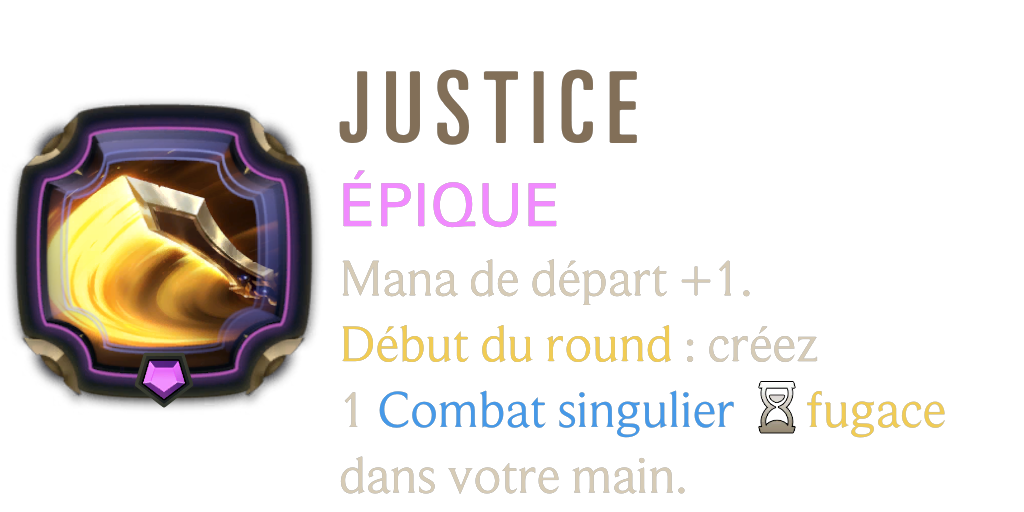 JUSTICE
ÉPIQUE
Mana de départ +1.
Début du round : créez
1 Combat singulier fugace
dans votre main.